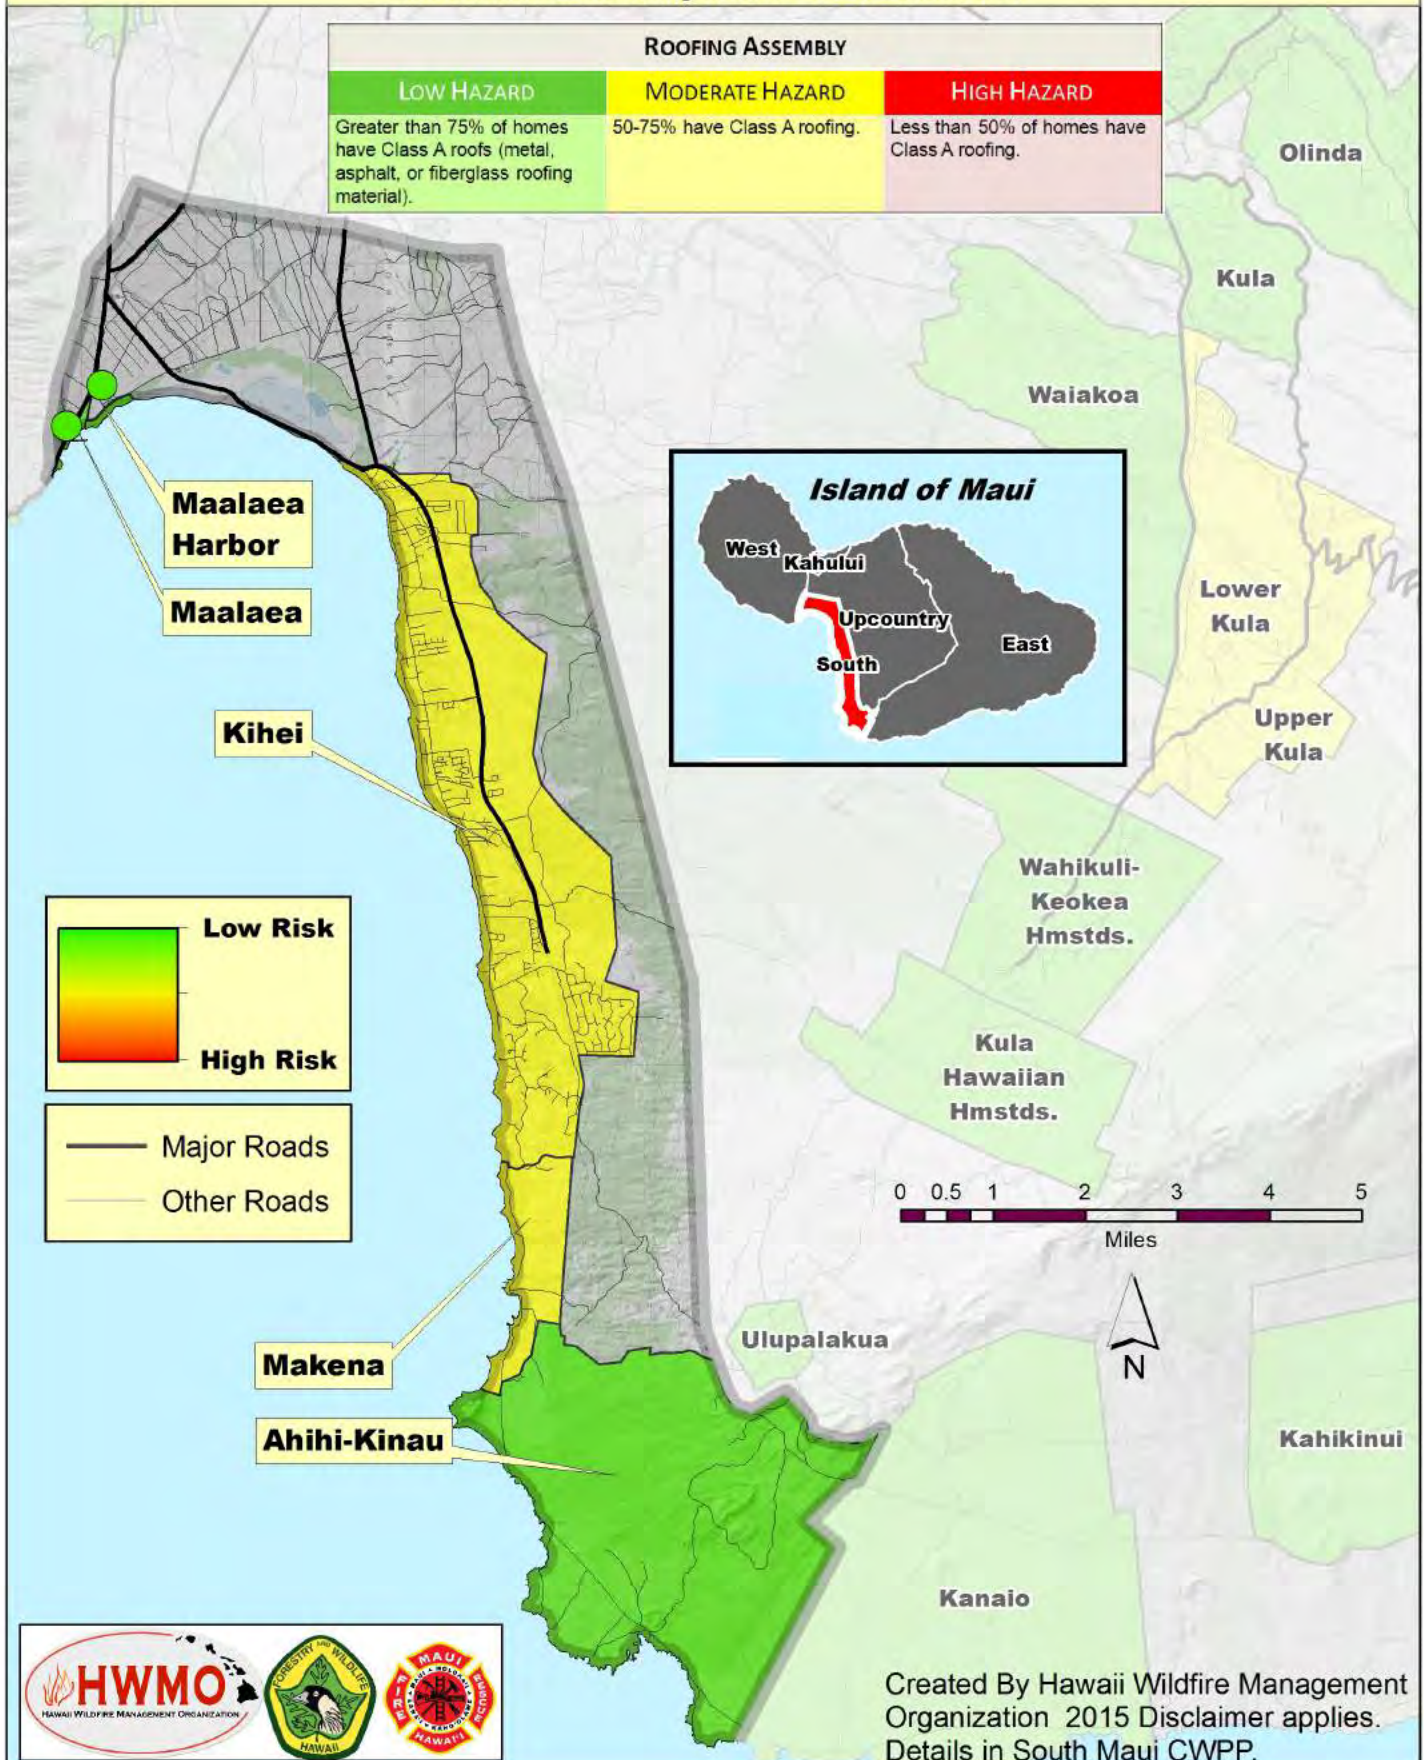 ROOFING ASSEMBLY
LOW HAZARD
MODERATE HAZARD
HIGH HAZARD
Greater than 75% of homes
have Class A roofs (metal,
asphalt, or fiberglass roofing
material).
50-75% have Class A roofing.
Less than 50% of homes have
Class A roofing.
Olinda
Kula
Waiakoa
Maalaea
Harbor
Maalaea
Island of Maui
West
Kahului
Upcountry
South
East
Lower
Kula
Upper
Kula
Kihei
Wahikuli-
Keokea
Hmstds.
Low Risk
High Risk
Kula
Hawaiian
Hmstds.
Major Roads
Other Roads
0 0.5 1 2 3 4 5
Miles
N
Ulupalakua
Makena
Ahihi-Kinau
Kahikinui
Kanaio
HWMO
HAWAII WILDFIRE MANAGEMENT ORGANIZATION
FORESTRY AND WILDLIFE
HAWAII
MAUI
FIRE
RESCUE
HAWAI'I
Created By Hawaii Wildfire Management
Organization 2015 Disclaimer applies.
Details in South Maui CWPP.